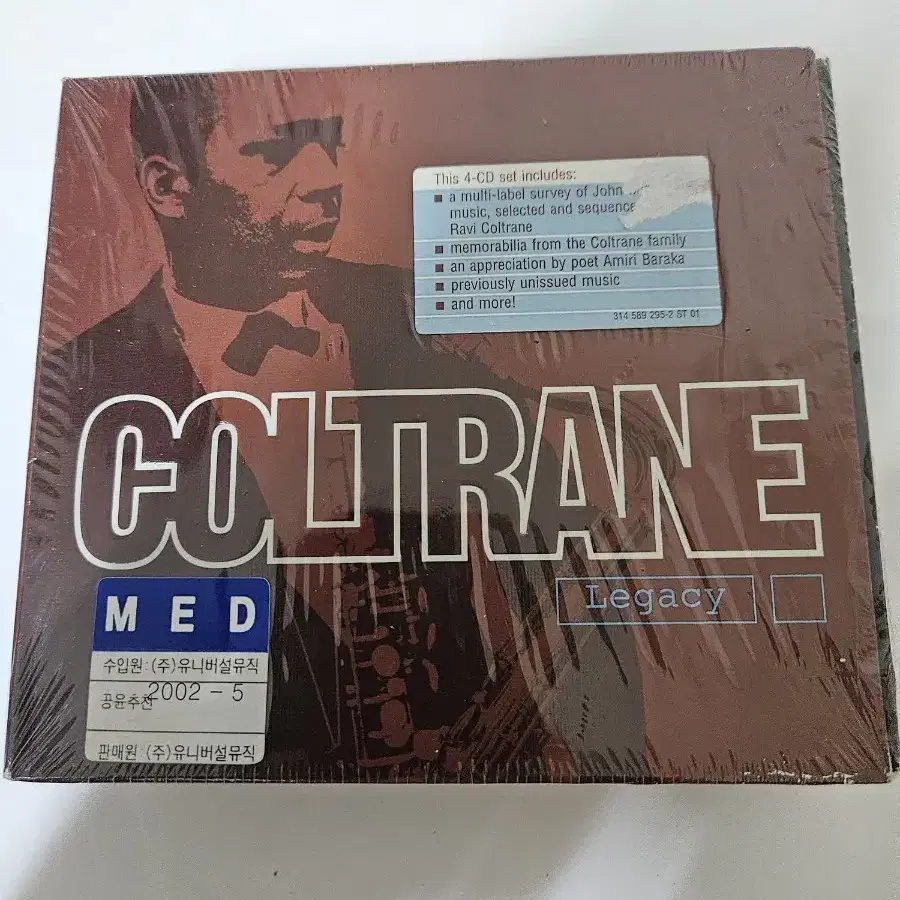 This 4-CD set includes:
a multi-label survey of John
music, selected and sequence
Ravi Coltrane
memorabilia from the Coltrane family
an appreciation by poet Amiri Baraka
previously unissued music
and more!
314 589 295-2 ST 01
COLTRANE
Legacy
MED
수입원:(주)유니버설뮤직
공윤추천 2002-5
판매원:(주)유니버설뮤직